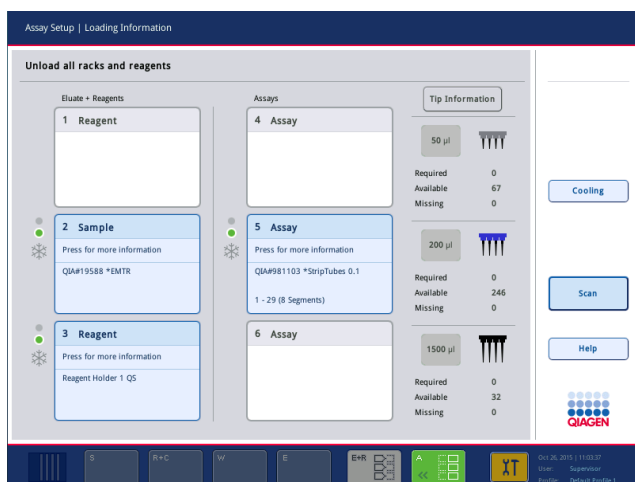 Assay Setup | Loading Information
Unload all racks and reagents
Eluate + Reagents
Assays
Tip Information
1 Reagent
4 Assay
50 µl
Required 0
Available 67
Missing 0
Cooling
2 Sample
Press for more information
QIA#19588 *EMTR
5 Assay
Press for more information
QIA#981103 *StripTubes 0.1
1 - 29 (8 Segments)
200 µl
Required 0
Available 246
Missing 0
Scan
3 Reagent
Press for more information
Reagent Holder 1 QS
6 Assay
1500 µl
Required 0
Available 32
Missing 0
Help
QIAGEN
S
R+C
W
E
E+R
A
Oct 26, 2015 | 11:03:37
User: Supervisor
Profile: Default Profile 1